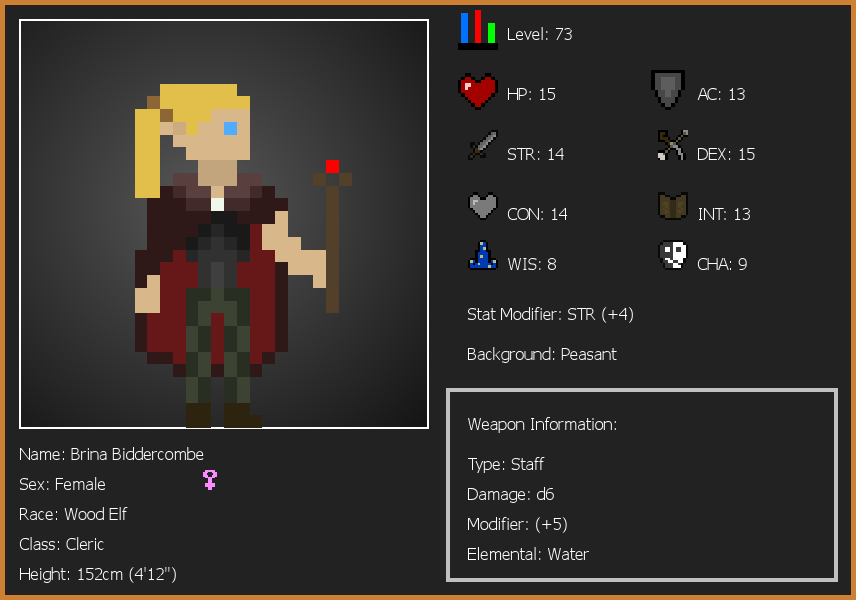 Level: 73
HP: 15
AC: 13
STR: 14
DEX: 15
CON: 14
INT: 13
WIS: 8
CHA: 9
Stat Modifier: STR (+4)
Background: Peasant
Weapon Information:
Type: Staff
Damage: d6
Modifier: (+5)
Elemental: Water
Name: Brina Biddercombe
Sex: Female
Race: Wood Elf
Class: Cleric
Height: 152cm (4'12")